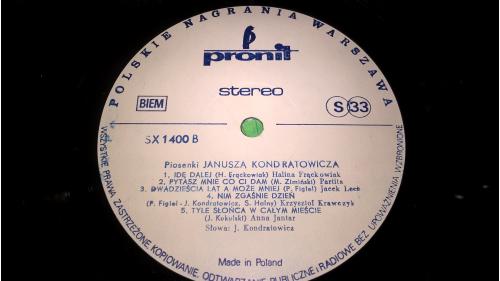 POLSKIE NAGRANIA WARSZAWA
pronit
stereo
BIEM
S 33
SX 1400 B
Piosenki JANUSZA KONDRATOWICZA
1. IDĘ DALEJ (H. Frąckowiak) Halina Frąckowiak
2. PYTASZ MNIE CO CI DAM (M. Zimiński) Partita
3. DWADZIEŚCIA LAT A MOŻE MNIEJ (P. Figiel) Jacek Lech
4. NIM ZGAŚNIE DZIEŃ
(P. Figiel - J. Kondratowicz, S. Halny) Krzysztof Krawczyk
5. TYLE SŁOŃCA W CAŁYM MIEŚCIE
(J. Kukulski) Anna Jantar
Słowa: J. Kondratowicz
Made in Poland
WSZYSTKIE PRAWA ZASTRZEŻONE KOPIOWANIE, ODTWARZANIE PUBLICZNE i RADIOWE BEZ UPOWAŻNIENIA WZBRONIONE